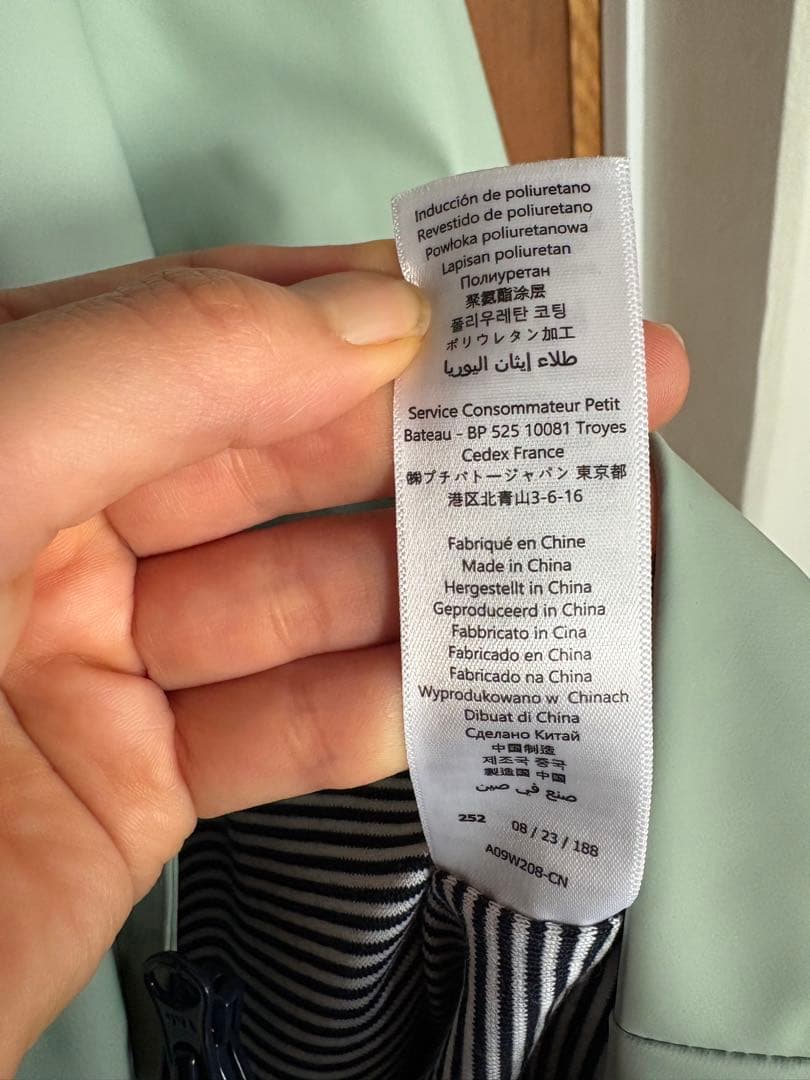 Inducción de poliuretano
Revestido de poliuretano
Powłoka poliuretanowa
Lapisan poliuretan
Полиуретан
聚氨酯涂层
폴리우레탄 코팅
ポリウレタン加工
طلاء إيثان اليوريا
Service Consommateur Petit
Bateau - BP 525 10081 Troyes
Cedex France
㈱プチバトージャパン 東京都
港区北青山3-6-16
Fabriqué en Chine
Made in China
Hergestellt in China
Geproduceerd in China
Fabbricato in Cina
Fabricado en China
Fabricado na China
Wyprodukowano w Chinach
Dibuat di China
Сделано Китай
中国制造
제조국 중국
製造国 中国
صنع في صين
252 08 / 23 / 188
A09W208-CN